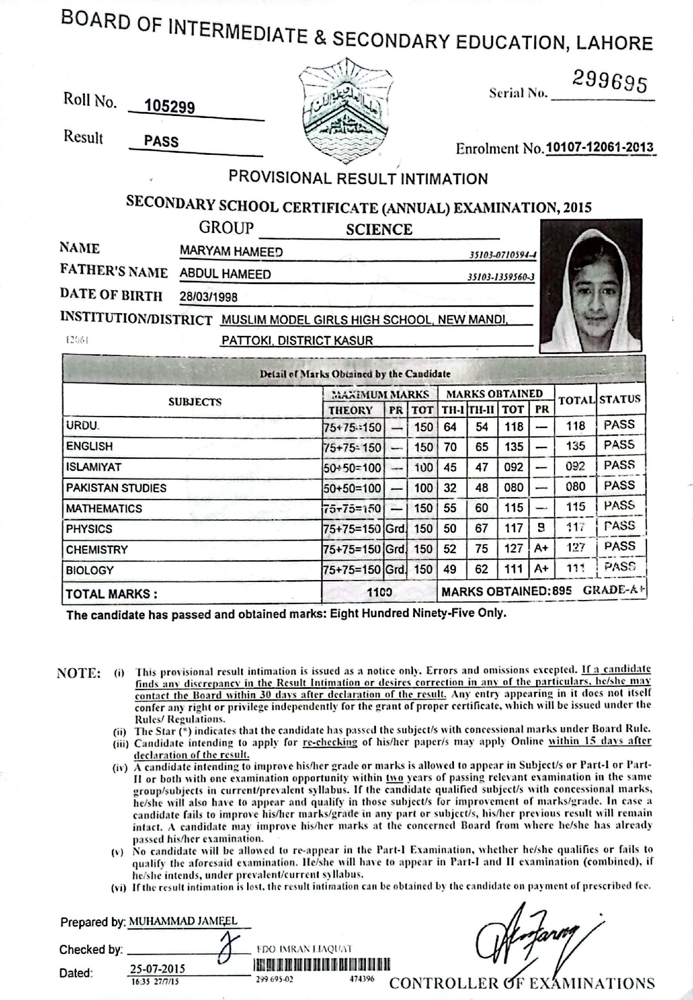 BOARD OF INTERMEDIATE & SECONDARY EDUCATION, LAHORE
Roll No. 105299
Serial No. 299695
Result PASS
Enrolment No. 10107-12061-2013
PROVISIONAL RESULT INTIMATION
SECONDARY SCHOOL CERTIFICATE (ANNUAL) EXAMINATION, 2015
GROUP SCIENCE
NAME MARYAM HAMEED 35103-0710594-4
FATHER'S NAME ABDUL HAMEED 35103-1359560-3
DATE OF BIRTH 28/03/1998
INSTITUTION/DISTRICT MUSLIM MODEL GIRLS HIGH SCHOOL, NEW MANDI,
12061 PATTOKI, DISTRICT KASUR
Detail of Marks Obtained by the Candidate
SUBJECTS MAXIMUM MARKS MARKS OBTAINED TOTAL STATUS
THEORY PR TOT TH-I TH-II TOT PR
URDU. 75+75=150 — 150 64 54 118 — 118 PASS
ENGLISH 75+75=150 — 150 70 65 135 — 135 PASS
ISLAMIYAT 50+50=100 — 100 45 47 092 — 092 PASS
PAKISTAN STUDIES 50+50=100 — 100 32 48 080 — 080 PASS
MATHEMATICS 75+75=150 — 150 55 60 115 — 115 PASS
PHYSICS 75+75=150 Grd. 150 50 67 117 B 117 PASS
CHEMISTRY 75+75=150 Grd. 150 52 75 127 A+ 127 PASS
BIOLOGY 75+75=150 Grd. 150 49 62 111 A+ 111 PASS
TOTAL MARKS : 1100 MARKS OBTAINED:895 GRADE-A+
The candidate has passed and obtained marks: Eight Hundred Ninety-Five Only.
NOTE: (i) This provisional result intimation is issued as a notice only. Errors and omissions excepted. If a candidate
finds any discrepancy in the Result Intimation or desires correction in any of the particulars, he/she may
contact the Board within 30 days after declaration of the result. Any entry appearing in it does not itself
confer any right or privilege independently for the grant of proper certificate, which will be issued under the
Rules/ Regulations.
(ii) The Star (*) indicates that the candidate has passed the subject/s with concessional marks under Board Rule.
(iii) Candidate intending to apply for re-checking of his/her paper/s may apply Online within 15 days after
declaration of the result.
(iv) A candidate intending to improve his/her grade or marks is allowed to appear in Subject/s or Part-I or Part-
II or both with one examination opportunity within two years of passing relevant examination in the same
group/subjects in current/prevalent syllabus. If the candidate qualified subject/s with concessional marks,
he/she will also have to appear and qualify in those subject/s for improvement of marks/grade. In case a
candidate fails to improve his/her marks/grade in any part or subject/s, his/her previous result will remain
intact. A candidate may improve his/her marks at the concerned Board from where he/she has already
passed his/her examination.
(v) No candidate will be allowed to re-appear in the Part-I Examination, whether he/she qualifies or fails to
qualify the aforesaid examination. He/she will have to appear in Part-I and II examination (combined), if
he/she intends, under prevalent/current syllabus.
(vi) If the result intimation is lost, the result intimation can be obtained by the candidate on payment of prescribed fee.
Prepared by: MUHAMMAD JAMEEL
Checked by:
EDO IMRAN LIAQUAT
Dated: 25-07-2015
16:35 27/7/15
299 695-02 474396
CONTROLLER OF EXAMINATIONS